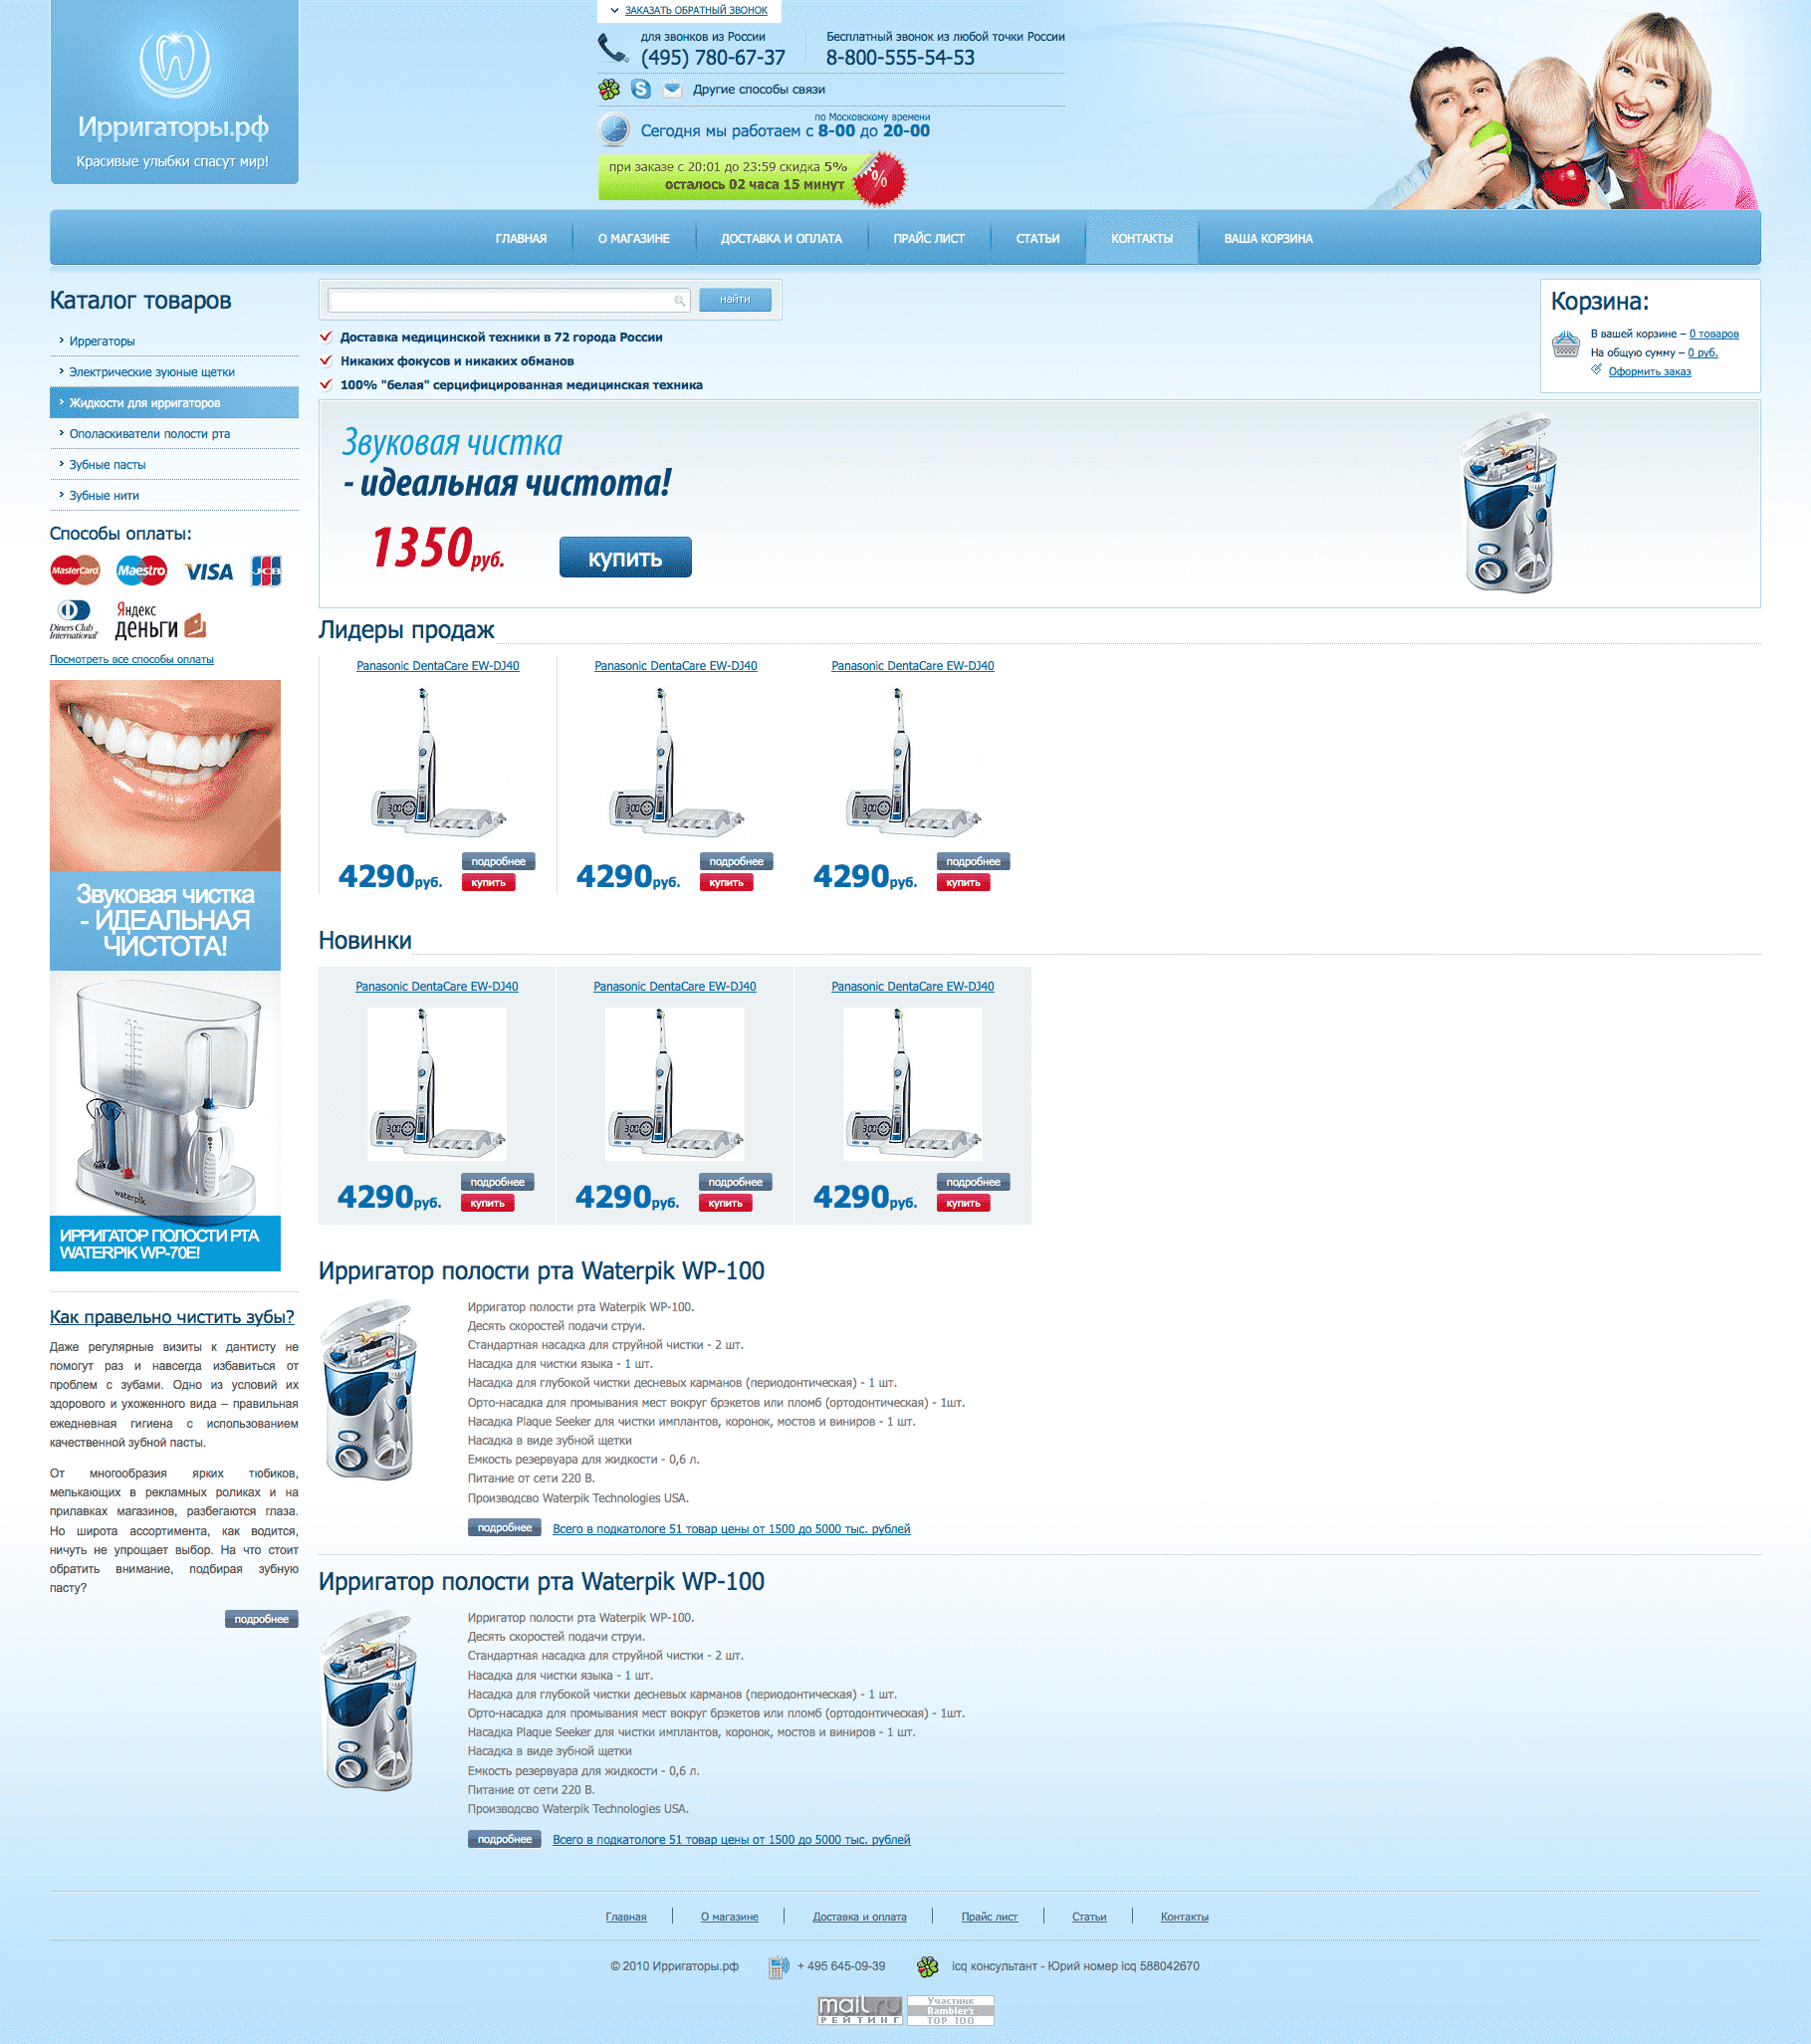 ЗАКАЗАТЬ ОБРАТНЫЙ ЗВОНОК
для звонков из России
(495) 780-67-37
Бесплатный звонок из любой точки России
8-800-555-54-53
Другие способы связи
по Московскому времени
Сегодня мы работаем с 8-00 до 20-00
при заказе с 20:01 до 23:59 скидка 5%
осталось 02 часа 15 минут
%
Ирригаторы.рф
Красивые улыбки спасут мир!
ГЛАВНАЯ
О МАГАЗИНЕ
ДОСТАВКА И ОПЛАТА
ПРАЙС ЛИСТ
СТАТЬИ
КОНТАКТЫ
ВАША КОРЗИНА
Каталог товаров
Иррегаторы
Электрические зуюные щетки
Жидкости для ирригаторов
Ополаскиватели полости рта
Зубные пасты
Зубные нити
Способы оплаты:
MasterCard
Maestro
VISA
JCB
Diners Club
International
Яндекс
деньги
Посмотреть все способы оплаты
Звуковая чистка
- ИДЕАЛЬНАЯ
ЧИСТОТА!
waterpik
ИРРИГАТОР ПОЛОСТИ РТА
WATERPIK WP-70E!
Как правельно чистить зубы?
Даже регулярные визиты к дантисту не
помогут раз и навсегда избавиться от
проблем с зубами. Одно из условий их
здорового и ухоженного вида – правильная
ежедневная гигиена с использованием
качественной зубной пасты.
От многообразия ярких тюбиков,
мелькающих в рекламных роликах и на
прилавках магазинов, разбегаются глаза.
Но широта ассортимента, как водится,
ничуть не упрощает выбор. На что стоит
обратить внимание, подбирая зубную
пасту?
подробнее
найти
Доставка медицинской техники в 72 города России
Никаких фокусов и никаких обманов
100% "белая" серцифицированная медицинская техника
Корзина:
В вашей корзине – 0 товаров
На общую сумму – 0 руб.
Оформить заказ
Звуковая чистка
- идеальная чистота!
1350руб.
купить
Лидеры продаж
Panasonic DentaCare EW-DJ40
4290руб.
подробнее
купить
Panasonic DentaCare EW-DJ40
4290руб.
подробнее
купить
Panasonic DentaCare EW-DJ40
4290руб.
подробнее
купить
Новинки
Panasonic DentaCare EW-DJ40
4290руб.
подробнее
купить
Panasonic DentaCare EW-DJ40
4290руб.
подробнее
купить
Panasonic DentaCare EW-DJ40
4290руб.
подробнее
купить
Ирригатор полости рта Waterpik WP-100
Ирригатор полости рта Waterpik WP-100.
Десять скоростей подачи струи.
Стандартная насадка для струйной чистки - 2 шт.
Насадка для чистки языка - 1 шт.
Насадка для глубокой чистки десневых карманов (периодонтическая) - 1 шт.
Орто-насадка для промывания мест вокруг брэкетов или пломб (ортодонтическая) - 1шт.
Насадка Plaque Seeker для чистки имплантов, коронок, мостов и виниров - 1 шт.
Насадка в виде зубной щетки
Емкость резервуара для жидкости - 0,6 л.
Питание от сети 220 В.
Производсво Waterpik Technologies USA.
подробнее
Всего в подкатологе 51 товар цены от 1500 до 5000 тыс. рублей
Ирригатор полости рта Waterpik WP-100
Ирригатор полости рта Waterpik WP-100.
Десять скоростей подачи струи.
Стандартная насадка для струйной чистки - 2 шт.
Насадка для чистки языка - 1 шт.
Насадка для глубокой чистки десневых карманов (периодонтическая) - 1 шт.
Орто-насадка для промывания мест вокруг брэкетов или пломб (ортодонтическая) - 1шт.
Насадка Plaque Seeker для чистки имплантов, коронок, мостов и виниров - 1 шт.
Насадка в виде зубной щетки
Емкость резервуара для жидкости - 0,6 л.
Питание от сети 220 В.
Производсво Waterpik Technologies USA.
подробнее
Всего в подкатологе 51 товар цены от 1500 до 5000 тыс. рублей
Главная
О магазине
Доставка и оплата
Прайс лист
Статьи
Контакты
© 2010 Ирригаторы.рф
+ 495 645-09-39
icq консультант - Юрий номер icq 588042670
mail.ru
РЕЙТИНГ
Участник
Rambler's
TOP 100